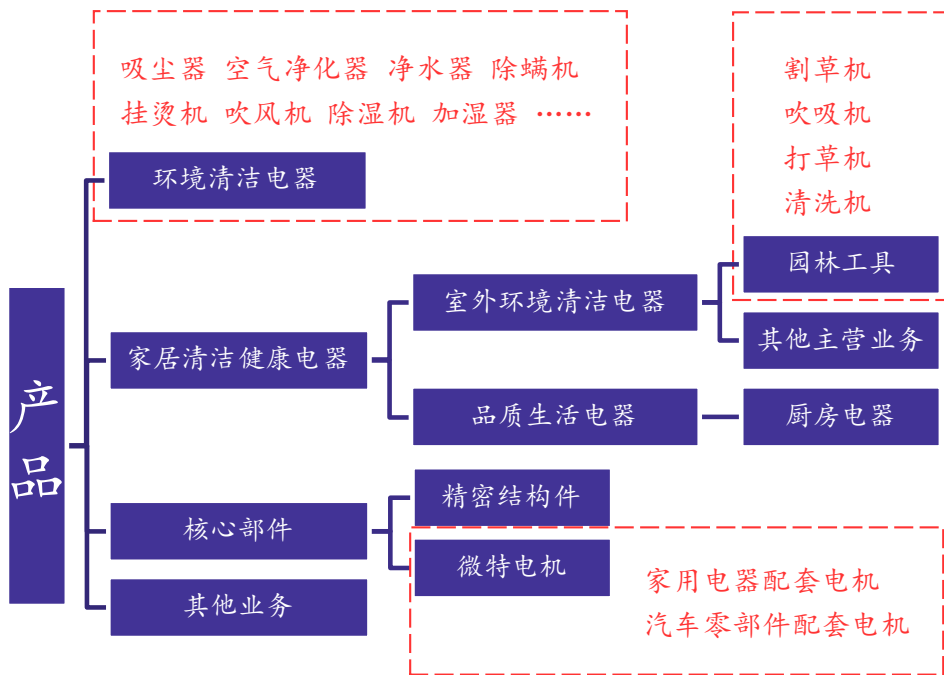 吸尘器 空气净化器 净水器 除螨机
挂烫机 吹风机 除湿机 加湿器 ……
环境清洁电器
割草机
吹吸机
打草机
清洗机
园林工具
室外环境清洁电器
其他主营业务
家居清洁健康电器
品质生活电器
厨房电器
产品
精密结构件
核心部件
微特电机
家用电器配套电机
汽车零部件配套电机
其他业务